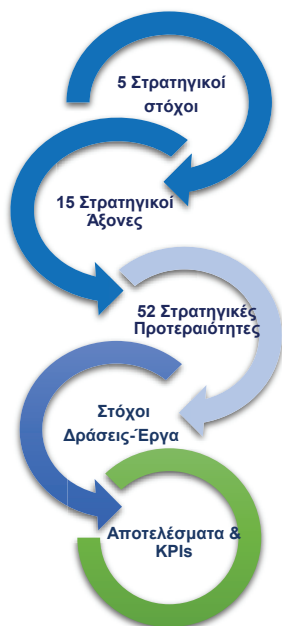 5 Στρατηγικοί
στόχοι
15 Στρατηγικοί
Άξονες
52 Στρατηγικές
Προτεραιότητες
Στόχοι
Δράσεις-Έργα
Αποτελέσματα &
KPIs